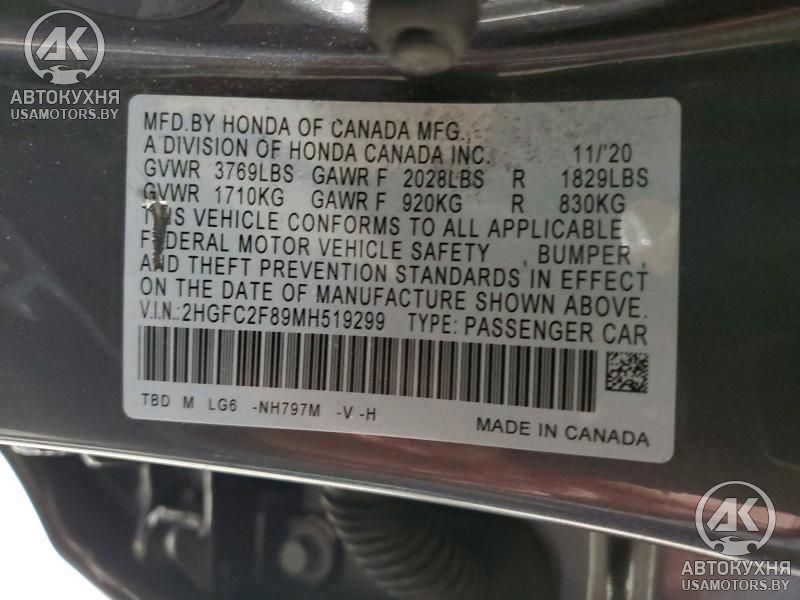 AK
АВТОКУХНЯ
USAMOTORS.BY
MFD.BY HONDA OF CANADA MFG.,
A DIVISION OF HONDA CANADA INC. 11/'20
GVWR 3769LBS GAWR F 2028LBS R 1829LBS
GVWR 1710KG GAWR F 920KG R 830KG
THIS VEHICLE CONFORMS TO ALL APPLICABLE
FEDERAL MOTOR VEHICLE SAFETY , BUMPER ,
AND THEFT PREVENTION STANDARDS IN EFFECT
ON THE DATE OF MANUFACTURE SHOWN ABOVE.
V.I.N.:2HGFC2F89MH519299 TYPE: PASSENGER CAR
TBD M LG6 -NH797M -V -H
MADE IN CANADA
AK
АВТОКУХНЯ
USAMOTORS.BY